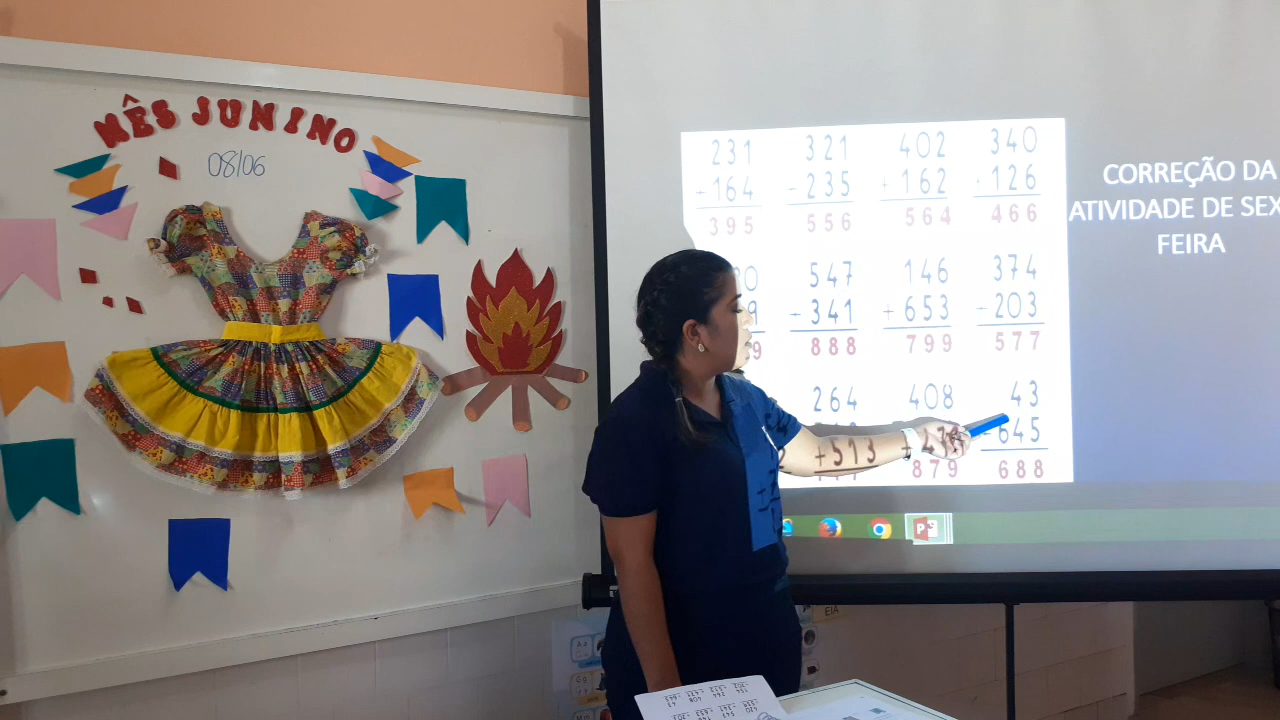 MÊS JUNINO
08/06
231 321 402 340
+164 235 +162 126
395 556 564 466
547 146 374
341 +653 203
9 888 799 577
264 408 43
+513 645
879 688
CORREÇÃO DA
ATIVIDADE DE SEX
FEIRA